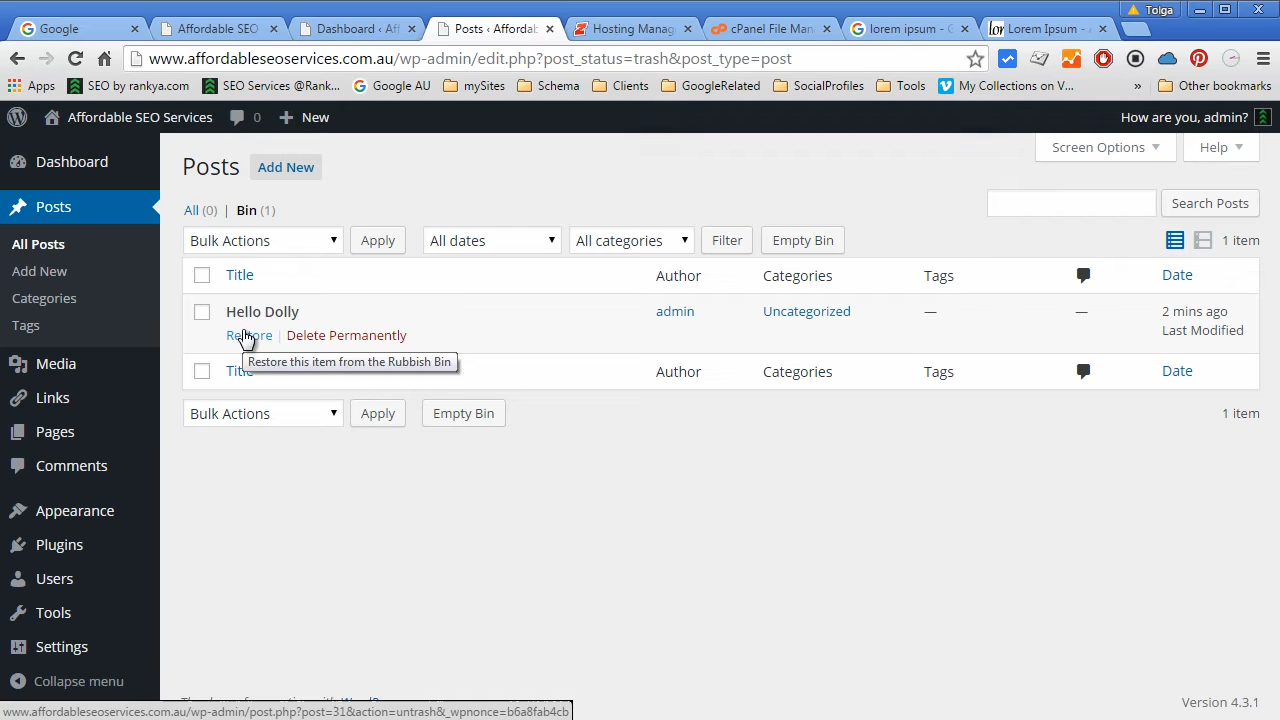 Tolga
Google
Affordable SEO
Dashboard ‹ Aff
Posts ‹ Affordab
Hosting Manag
cPanel File Man
lorem ipsum - G
Lorem Ipsum - A
www.affordableseoservices.com.au/wp-admin/edit.php?post_status=trash&post_type=post
Apps
SEO by rankya.com
SEOServices @Rank...
Google AU
mySites
Schema
Clients
GoogleRelated
SocialProfiles
Tools
My Collections on V...
»
Other bookmarks
Affordable SEO Services
0
New
How are you, admin?
Dashboard
Posts
All Posts
Add New
Categories
Tags
Media
Links
Pages
Comments
Appearance
Plugins
Users
Tools
Settings
Collapse menu
Posts Add New
Screen Options
Help
All (0) | Bin (1)
Search Posts
Bulk Actions Apply All dates All categories Filter Empty Bin 1 item
Title Author Categories Tags Date
Hello Dolly admin Uncategorized — — 2 mins ago
Last Modified
Restore | Delete Permanently
Restore this item from the Rubbish Bin
Title Author Categories Tags Date
Bulk Actions Apply Empty Bin 1 item
Version 4.3.1
www.affordableseoservices.com.au/wp-admin/post.php?post=31&action=untrash&_wpnonce=b6a8fab4cb